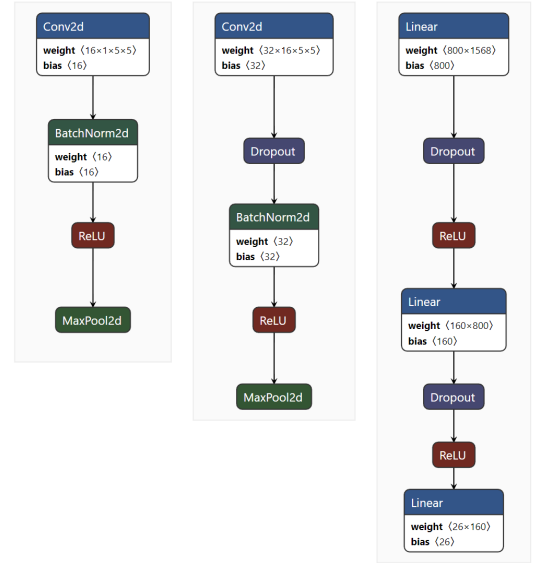 Conv2d
weight〈16×1×5×5〉
bias〈16〉
BatchNorm2d
weight〈16〉
bias〈16〉
ReLU
MaxPool2d
Conv2d
weight〈32×16×5×5〉
bias〈32〉
Dropout
BatchNorm2d
weight〈32〉
bias〈32〉
ReLU
MaxPool2d
Linear
weight〈800×1568〉
bias〈800〉
Dropout
ReLU
Linear
weight〈160×800〉
bias〈160〉
Dropout
ReLU
Linear
weight〈26×160〉
bias〈26〉